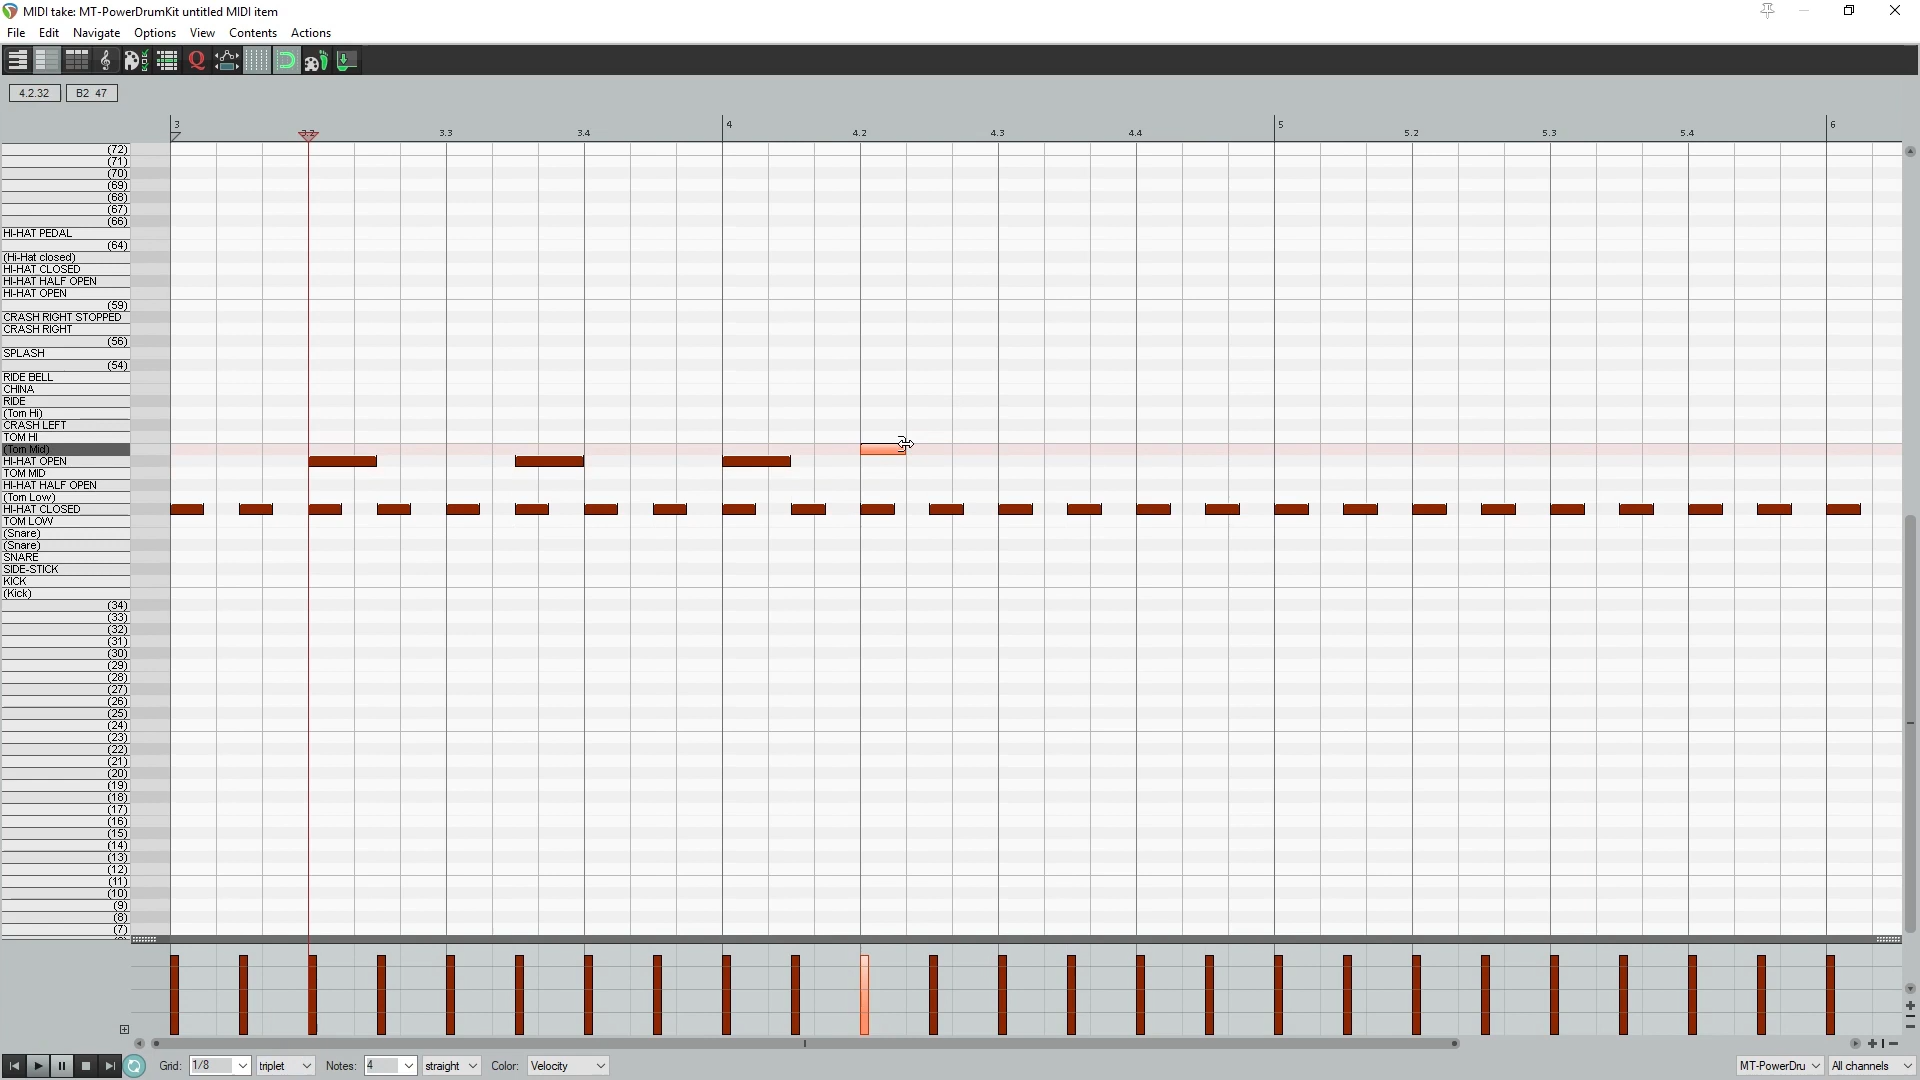 MIDI take: MT-PowerDrumKit untitled MIDI item
File Edit Navigate Options View Contents Actions
4.2.32 B2 47
3 3.2 3.3 3.4 4 4.2 4.3 4.4 5 5.2 5.3 5.4 6
(72)
(71)
(70)
(69)
(68)
(67)
(66)
HI-HAT PEDAL
(64)
(Hi-Hat closed)
HI-HAT CLOSED
HI-HAT HALF OPEN
HI-HAT OPEN
(59)
CRASH RIGHT STOPPED
CRASH RIGHT
(56)
SPLASH
(54)
RIDE BELL
CHINA
RIDE
(Tom Hi)
CRASH LEFT
TOM HI
(Tom Mid)
HI-HAT OPEN
TOM MID
HI-HAT HALF OPEN
(Tom Low)
HI-HAT CLOSED
TOM LOW
(Snare)
(Snare)
SNARE
SIDE-STICK
KICK
(Kick)
(34)
(33)
(32)
(31)
(30)
(29)
(28)
(27)
(26)
(25)
(24)
(23)
(22)
(21)
(20)
(19)
(18)
(17)
(16)
(15)
(14)
(13)
(12)
(11)
(10)
(9)
(8)
(7)
Grid: 1/8 triplet Notes: 4 straight Color: Velocity MT-PowerDru All channels